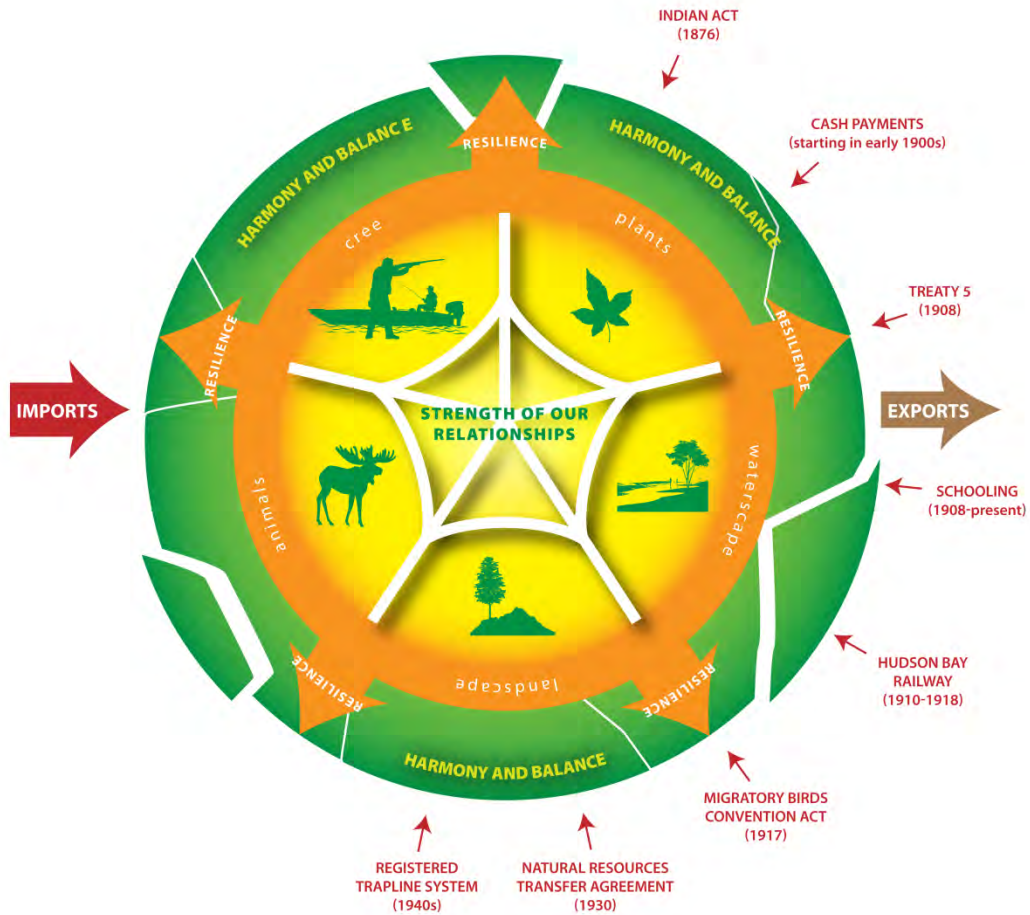 INDIAN ACT
(1876)
CASH PAYMENTS
(starting in early 1900s)
HARMONY AND BALANCE
HARMONY AND BALANCE
RESILIENCE
cree
plants
TREATY 5
(1908)
RESILIENCE
RESILIENCE
IMPORTS
EXPORTS
STRENGTH OF OUR
RELATIONSHIPS
animals
waterscape
SCHOOLING
(1908-present)
HUDSON BAY
RAILWAY
(1910-1918)
RESILIENCE
landscape
RESILIENCE
HARMONY AND BALANCE
MIGRATORY BIRDS
CONVENTION ACT
(1917)
REGISTERED
TRAPLINE SYSTEM
(1940s)
NATURAL RESOURCES
TRANSFER AGREEMENT
(1930)